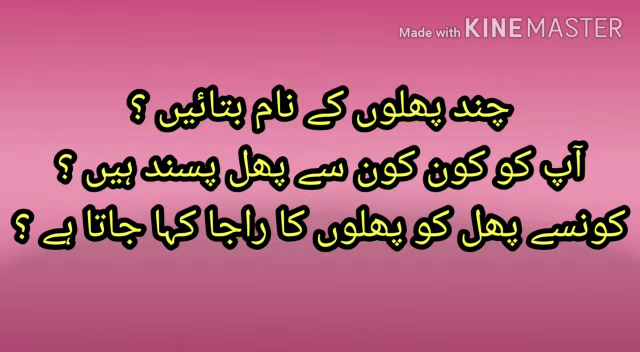 Made with KINEMASTER
چند پھلوں کے نام بتائیں ؟
آپ کو کون کون سے پھل پسند ہیں ؟
کونسے پھل کو پھلوں کا راجا کہا جاتا ہے ؟